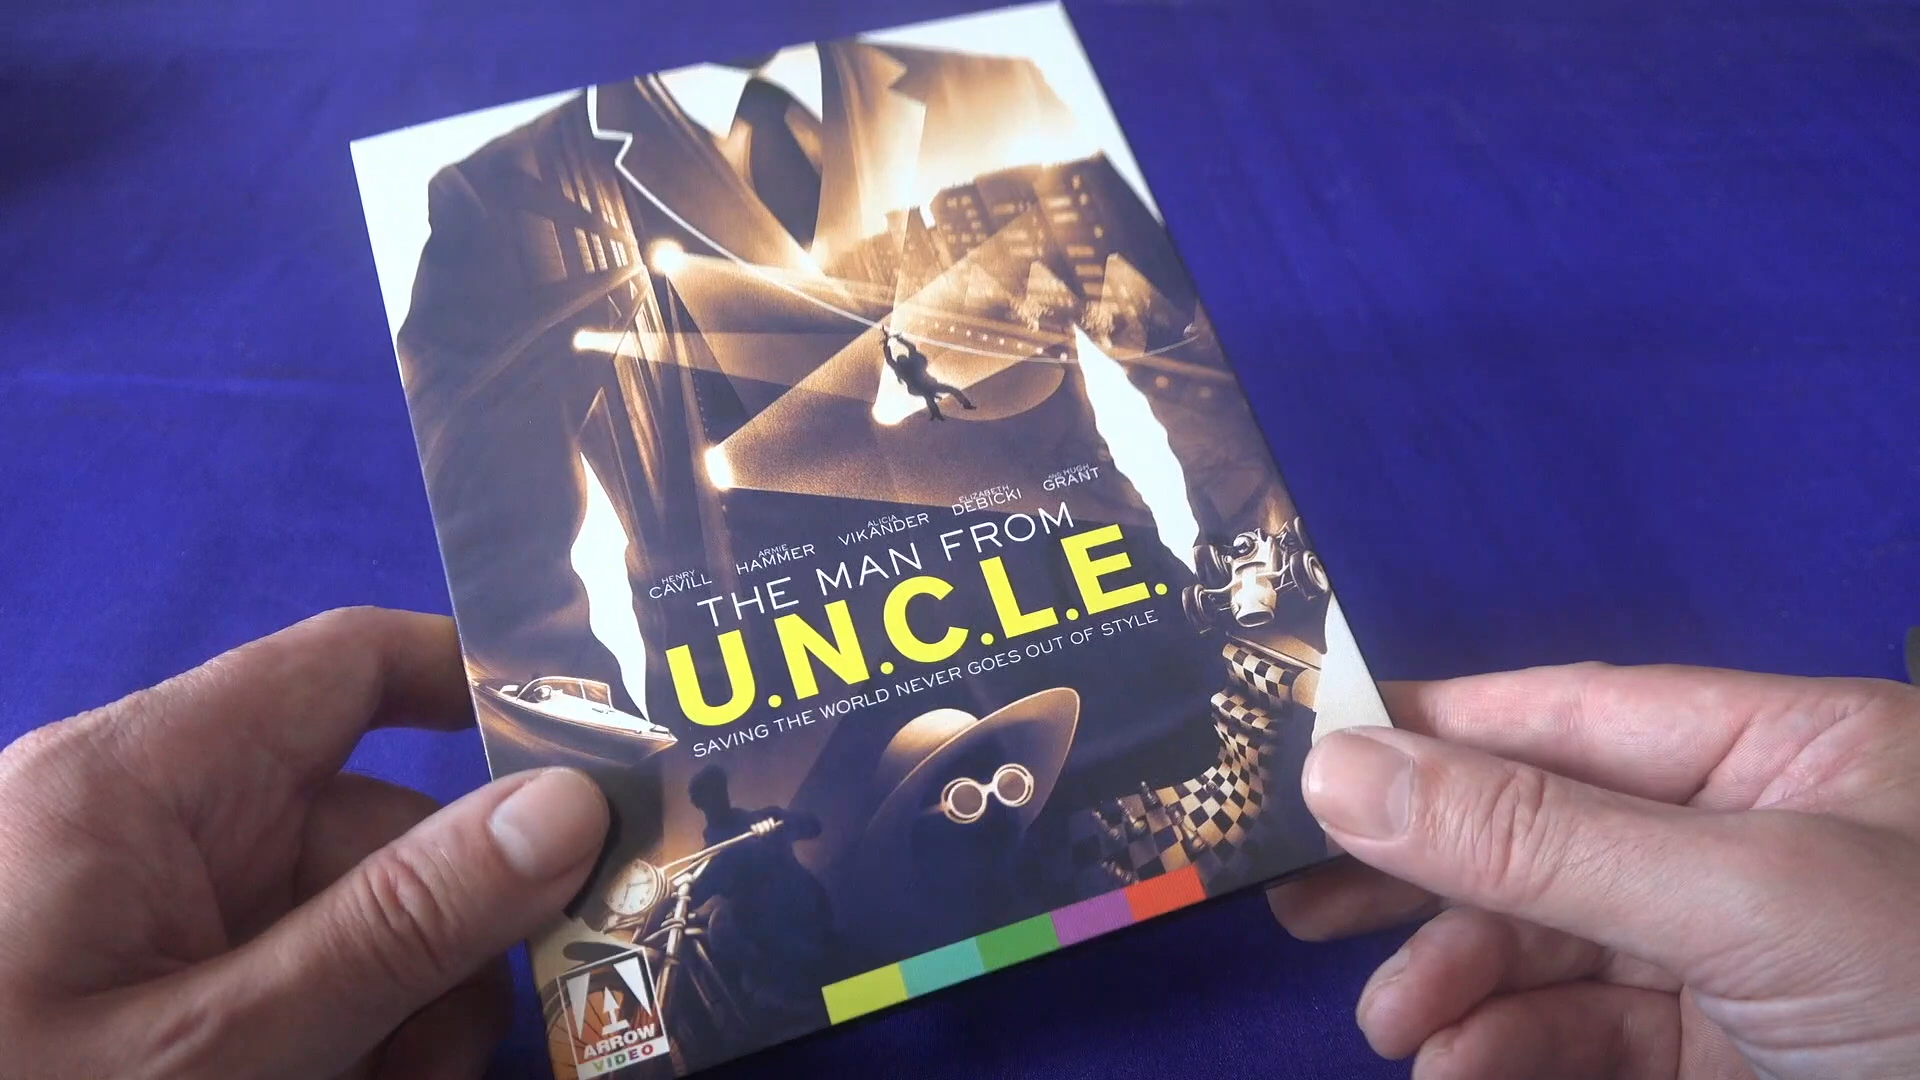 HENRY CAVILL ARMIE HAMMER ALICIA VIKANDER ELIZABETH DEBICKI AND HUGH GRANT
THE MAN FROM
U.N.C.L.E.
SAVING THE WORLD NEVER GOES OUT OF STYLE
ARROW
VIDEO